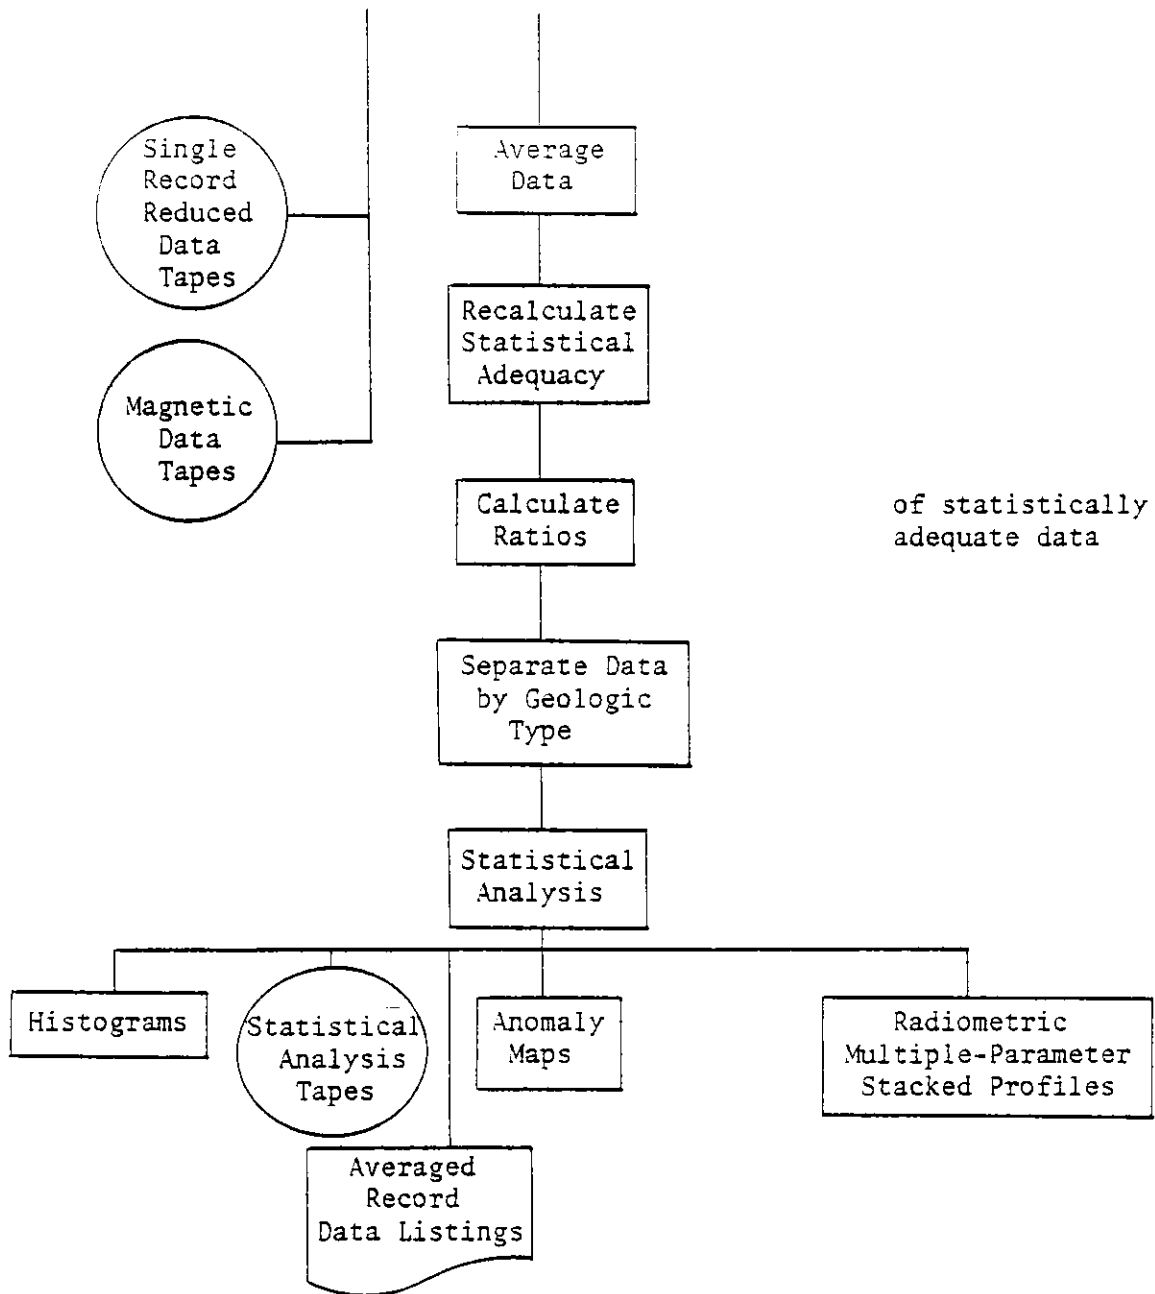 Single
Record
Reduced
Data
Tapes
Average
Data
Recalculate
Statistical
Adequacy
Magnetic
Data
Tapes
Calculate
Ratios
of statistically
adequate data
Separate Data
by Geologic
Type
Statistical
Analysis
Histograms
Statistical
Analysis
Tapes
Anomaly
Maps
Radiometric
Multiple-Parameter
Stacked Profiles
Averaged
Record
Data Listings